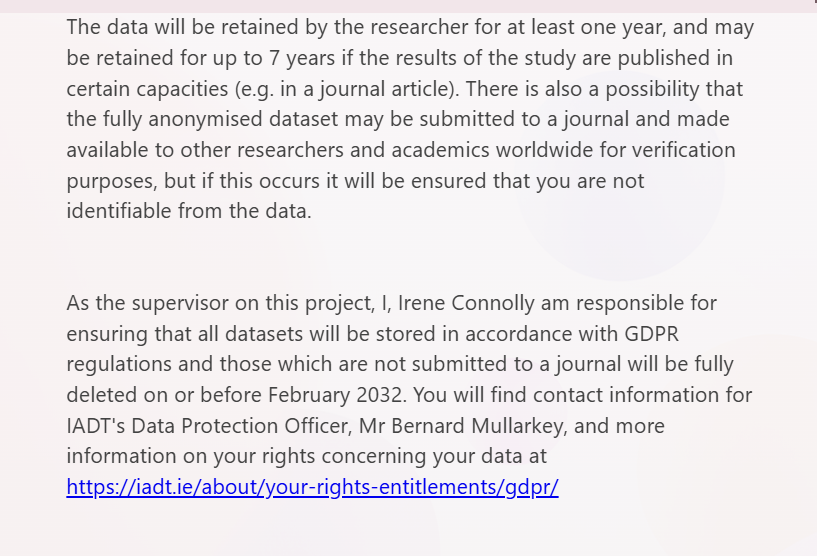 The data will be retained by the researcher for at least one year, and may
be retained for up to 7 years if the results of the study are published in
certain capacities (e.g. in a journal article). There is also a possibility that
the fully anonymised dataset may be submitted to a journal and made
available to other researchers and academics worldwide for verification
purposes, but if this occurs it will be ensured that you are not
identifiable from the data.
As the supervisor on this project, I, Irene Connolly am responsible for
ensuring that all datasets will be stored in accordance with GDPR
regulations and those which are not submitted to a journal will be fully
deleted on or before February 2032. You will find contact information for
IADT's Data Protection Officer, Mr Bernard Mullarkey, and more
information on your rights concerning your data at
https://iadt.ie/about/your-rights-entitlements/gdpr/